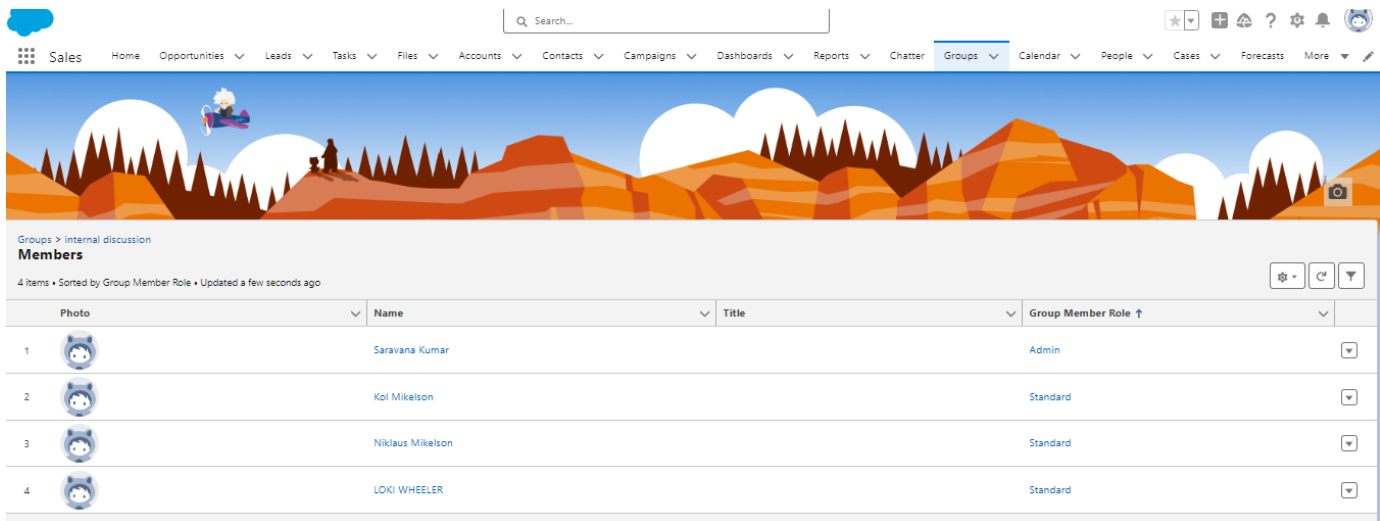 Search...
Sales Home Opportunities Leads Tasks Files Accounts Contacts Campaigns Dashboards Reports Chatter Groups Calendar People Cases Forecasts More
Groups > internal discussion
Members
4 items • Sorted by Group Member Role • Updated a few seconds ago
Photo Name Title Group Member Role ↑
1 Saravana Kumar Admin
2 Kol Mikelson Standard
3 Niklaus Mikelson Standard
4 LOKI WHEELER Standard